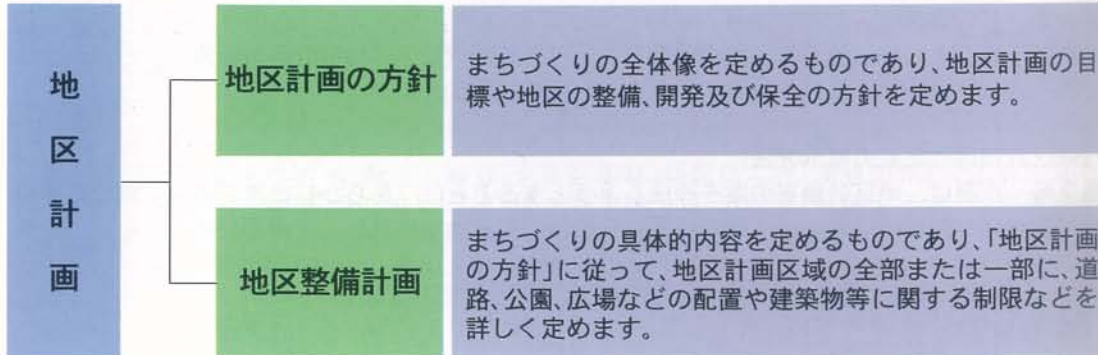 地区計画
地区計画の方針
まちづくりの全体像を定めるものであり、地区計画の目
標や地区の整備、開発及び保全の方針を定めます。
地区整備計画
まちづくりの具体的内容を定めるものであり、「地区計画
の方針」に従って、地区計画区域の全部または一部に、道
路、公園、広場などの配置や建築物等に関する制限などを
詳しく定めます。